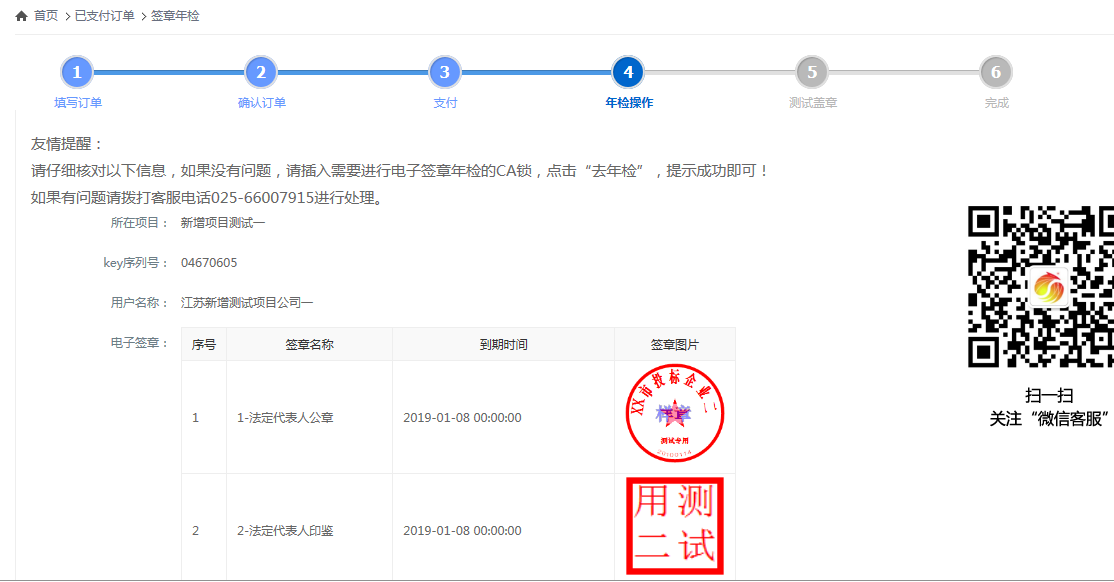 首页 > 已支付订单 > 签章年检
1 2 3 4 5 6
填写订单 确认订单 支付 年检操作 测试盖章 完成
友情提醒：
请仔细核对以下信息，如果没有问题，请插入需要进行电子签章年检的CA锁，点击“去年检”，提示成功即可！
如果有问题请拨打客服电话025-66007915进行处理。
所在项目： 新增项目测试一
key序列号： 04670605
用户名称： 江苏新增测试项目公司一
电子签章：
序号 签章名称 到期时间 签章图片
1 1-法定代表人公章 2019-01-08 00:00:00
XX市投标企业二
样章
测试专用
2 2-法定代表人印鉴 2019-01-08 00:00:00
用测
二试
扫一扫
关注“微信客服”